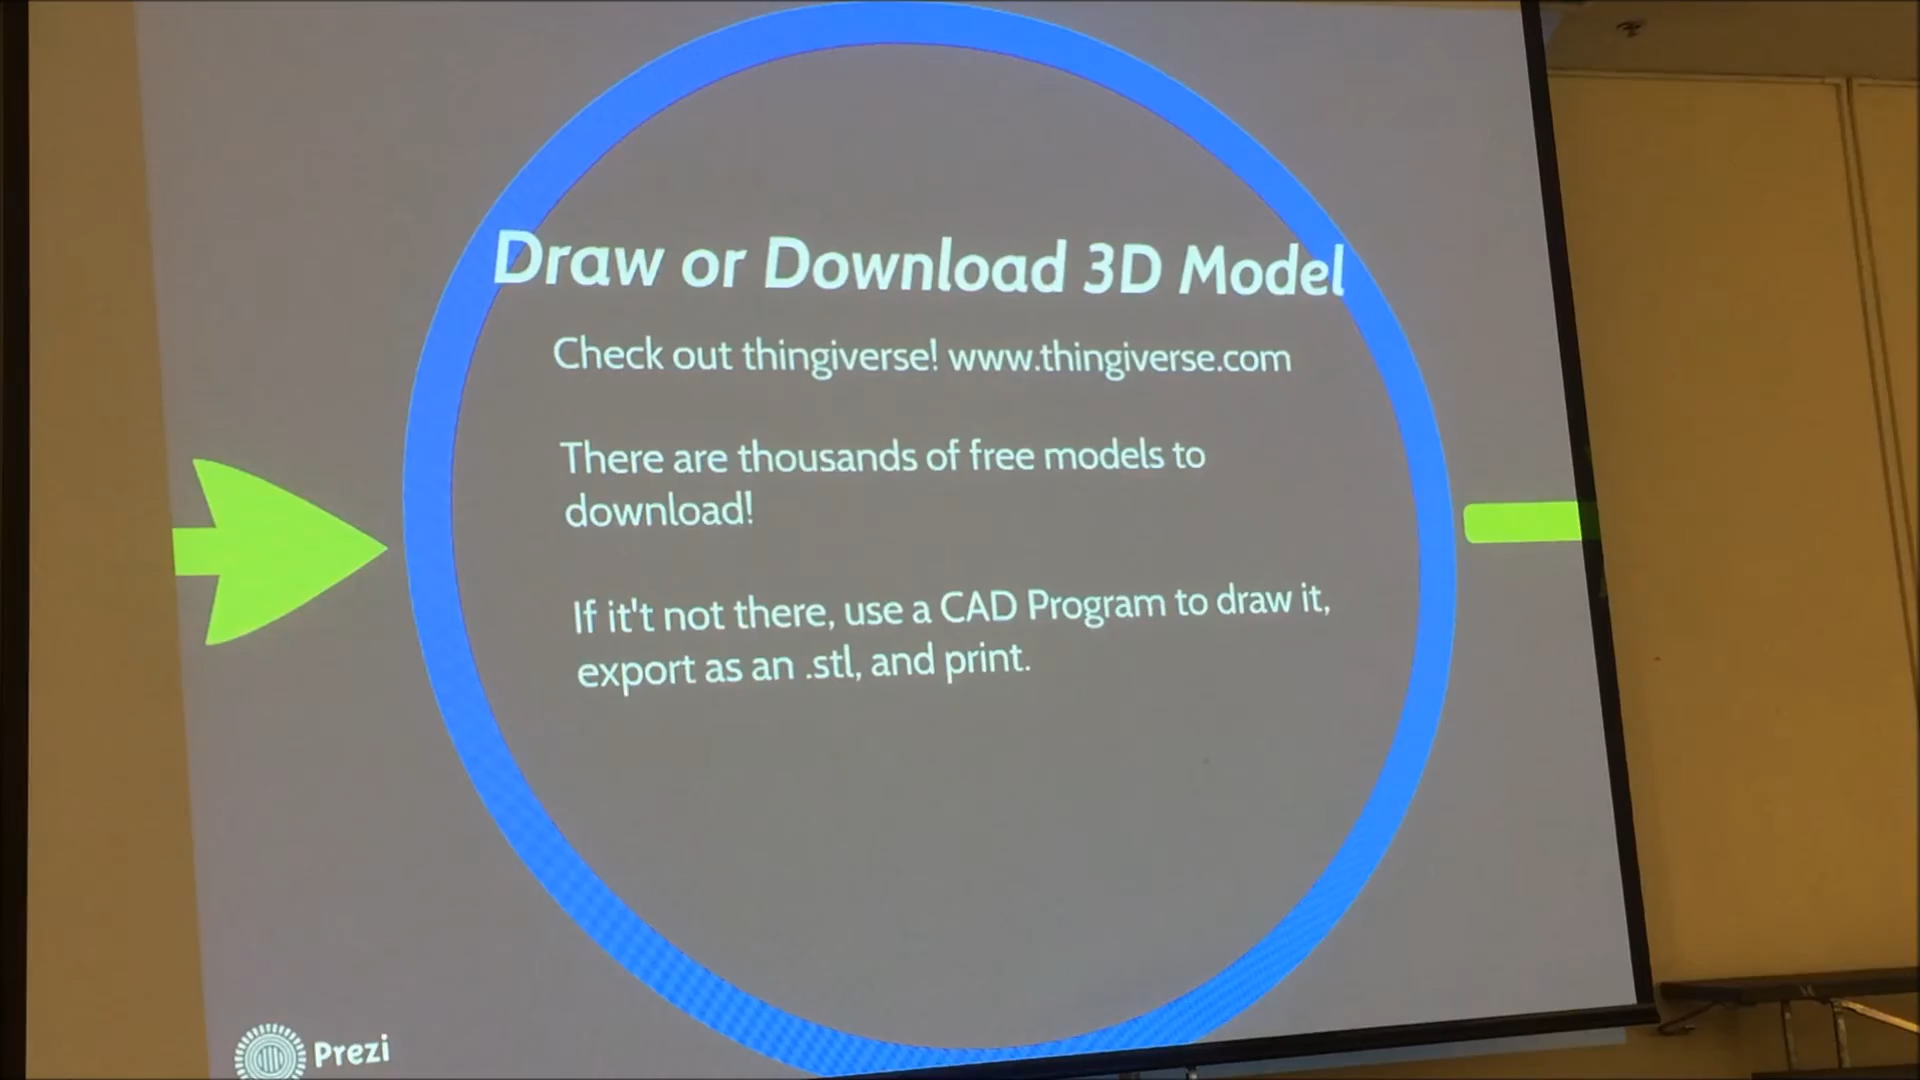 Draw or Download 3D Model
Check out thingiverse! www.thingiverse.com
There are thousands of free models to
download!
If it't not there, use a CAD Program to draw it,
export as an .stl, and print.
Prezi